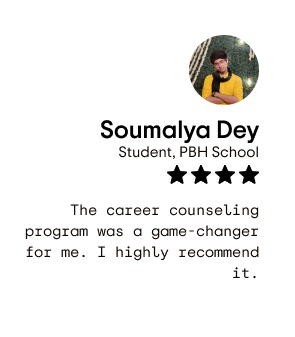 Soumalya Dey
Student, PBH School
★★★★
The career counseling
program was a game-changer
for me. I highly recommend
it.